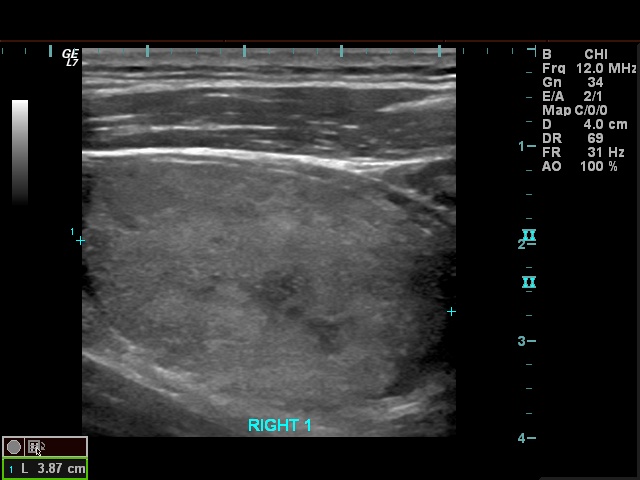 GE
L7
B CHI
Frq 12.0 MHz
Gn 34
E/A 2/1
Map C/0/0
D 4.0 cm
DR 69
FR 31 Hz
AO 100 %
1
1
2
3
4
RIGHT 1
1 L 3.87 cm